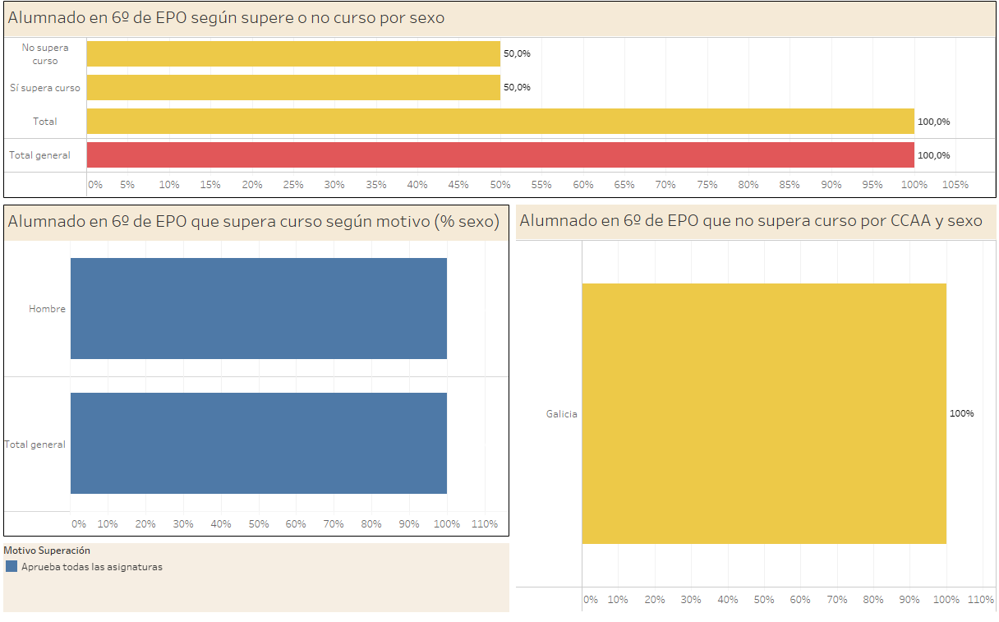 Alumnado en 6º de EPO según supere o no curso por sexo
No supera
curso
50,0%
Sí supera curso
50,0%
Total
100,0%
Total general
100,0%
0% 5% 10% 15% 20% 25% 30% 35% 40% 45% 50% 55% 60% 65% 70% 75% 80% 85% 90% 95% 100% 105%
Alumnado en 6º de EPO que supera curso según motivo (% sexo)
Hombre
Total general
0% 10% 20% 30% 40% 50% 60% 70% 80% 90% 100% 110%
Motivo Superación
Aprueba todas las asignaturas
Alumnado en 6º de EPO que no supera curso por CCAA y sexo
Galicia
100%
0% 10% 20% 30% 40% 50% 60% 70% 80% 90% 100% 110%